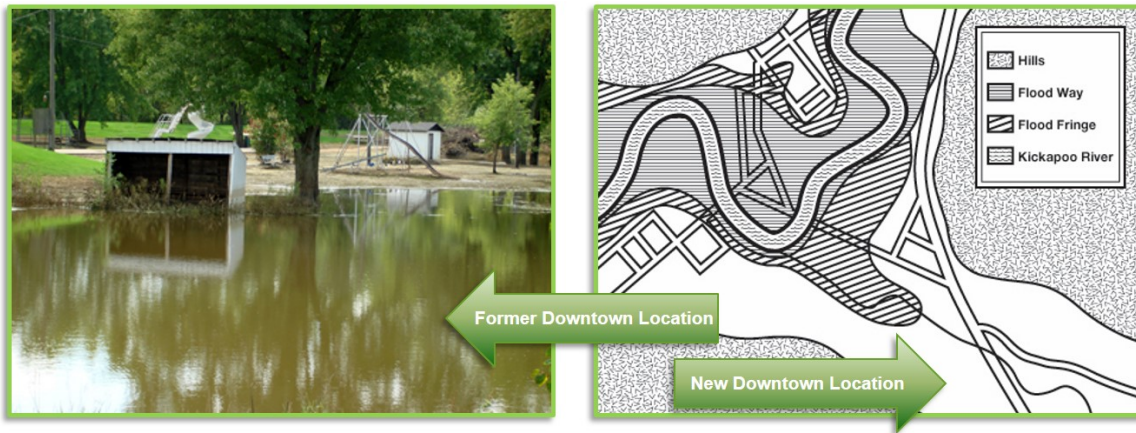 Hills
Flood Way
Flood Fringe
Kickapoo River
Former Downtown Location
New Downtown Location